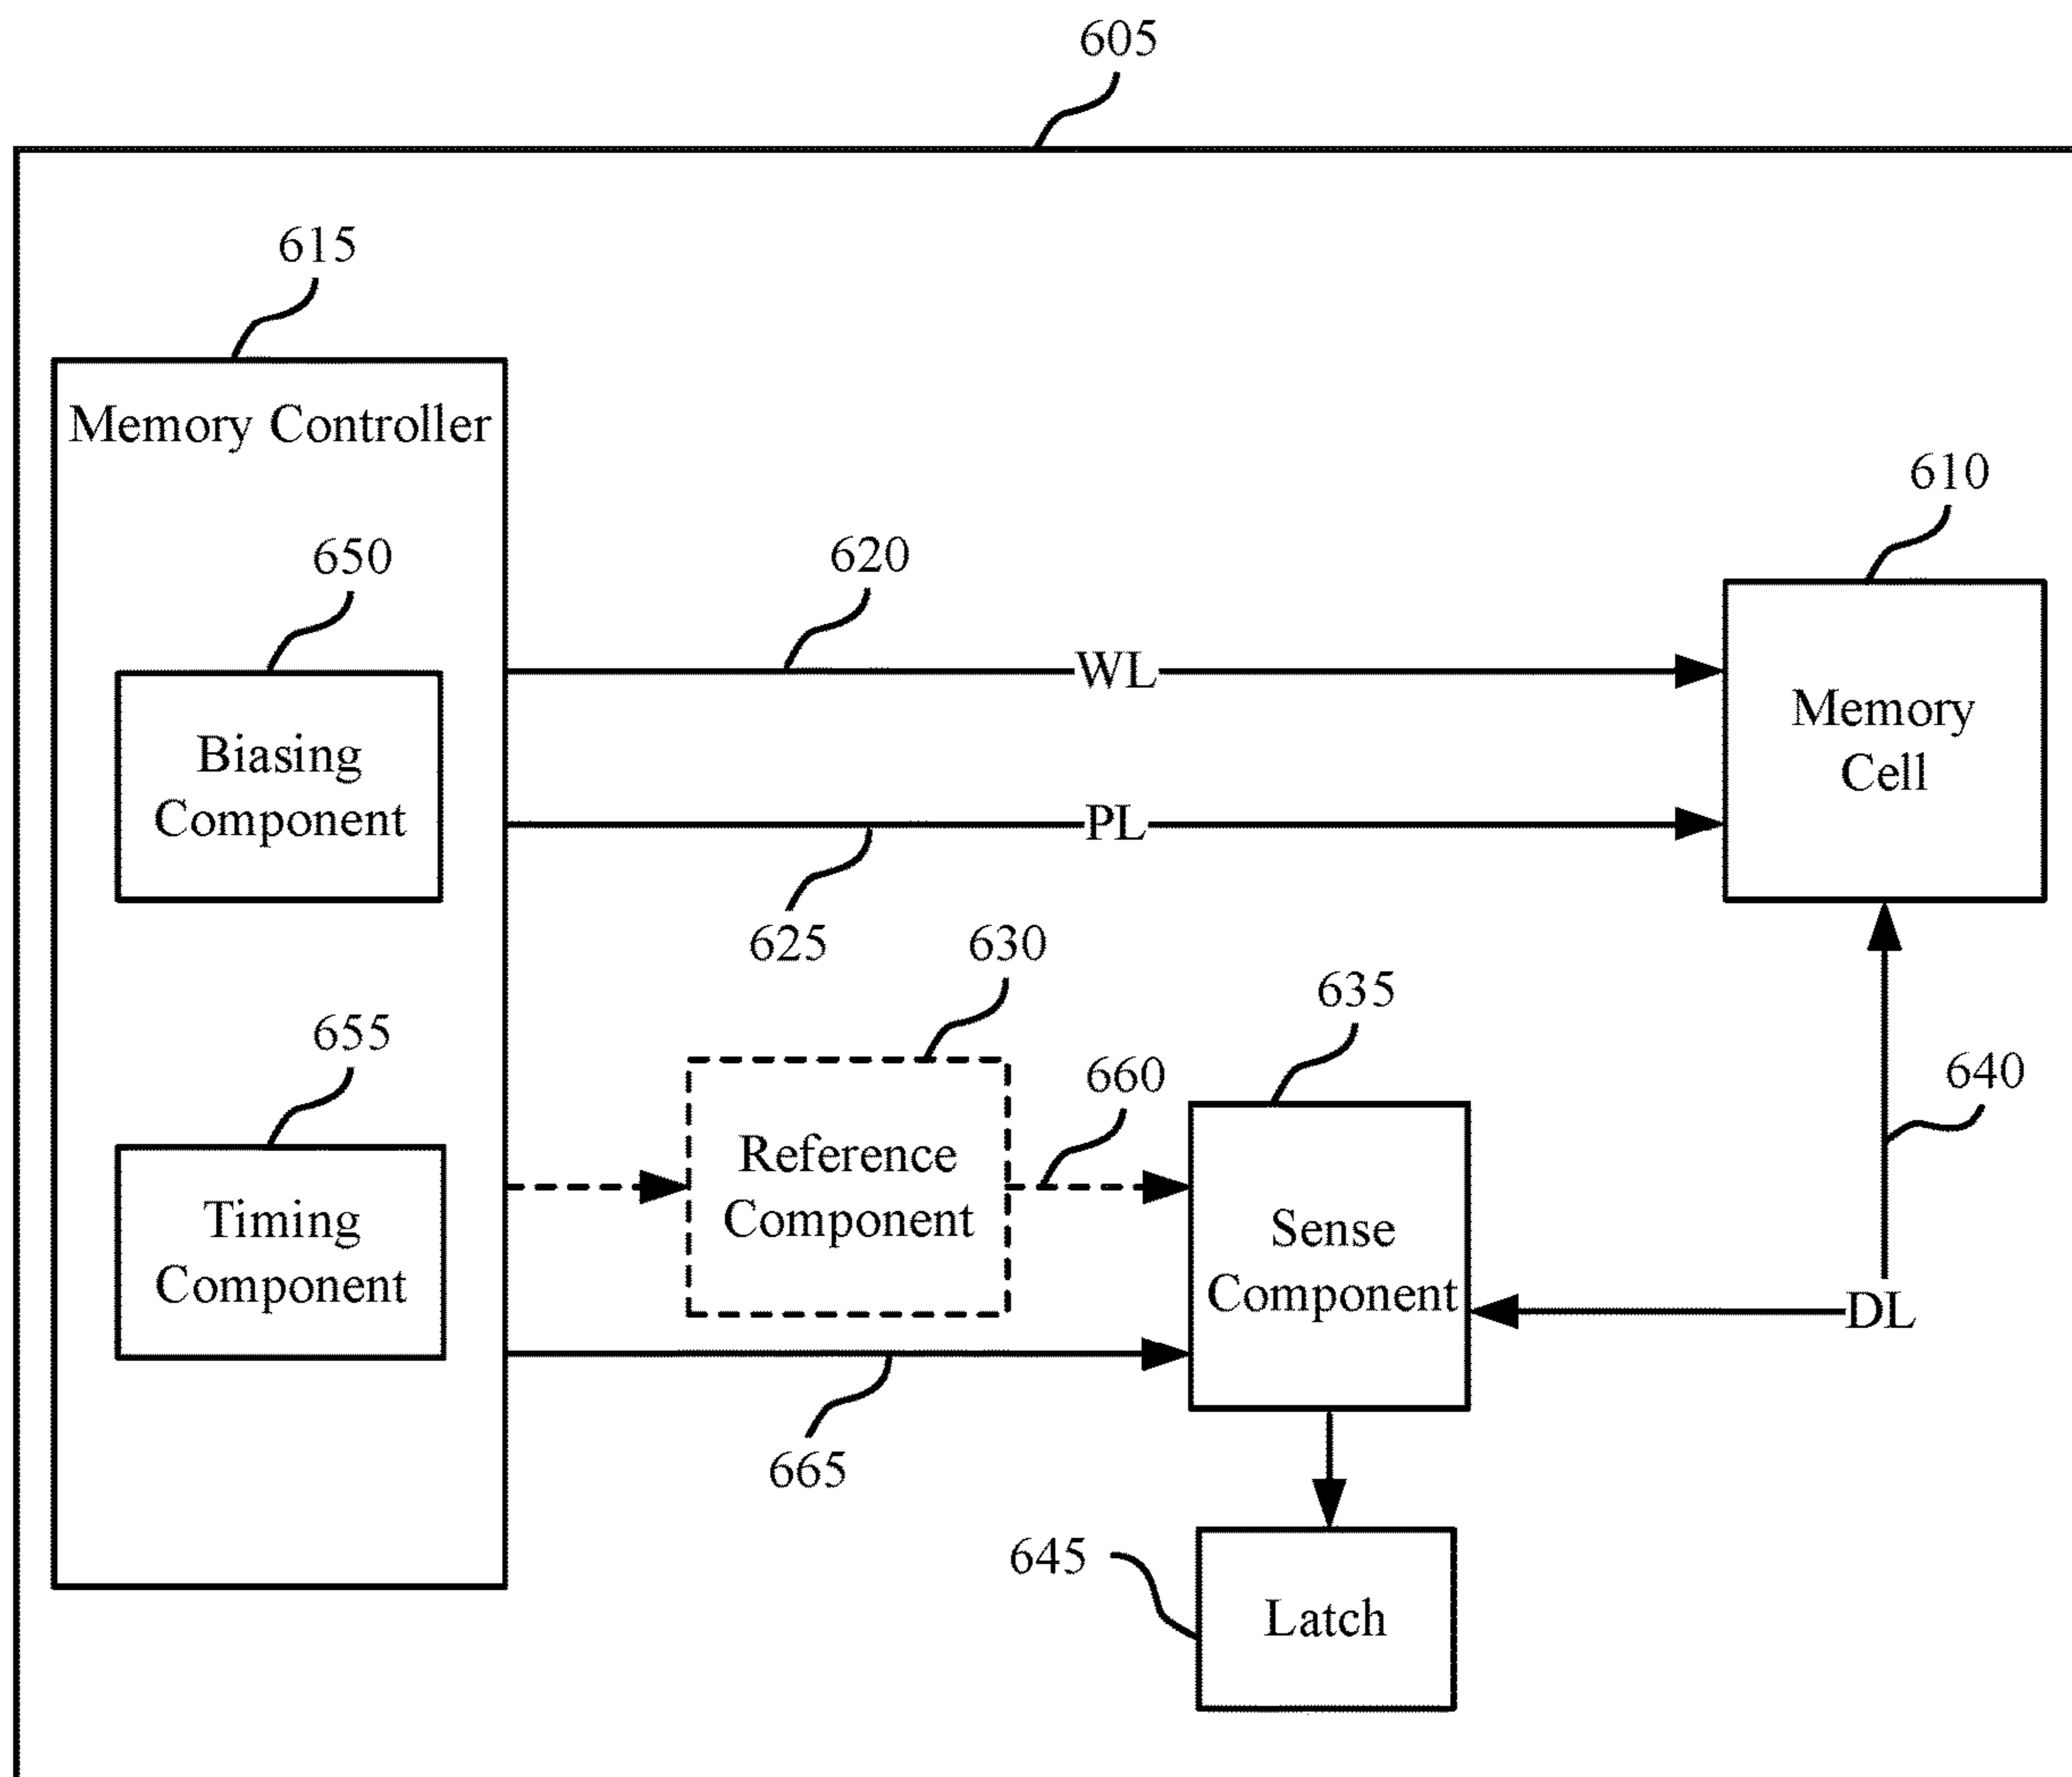 605
615
Memory Controller
610
650
620
WL
Memory
Cell
Biasing
Component
PL
625
630
635
655
660
640
Reference
Component
Timing
Component
Sense
Component
DL
665
645
Latch